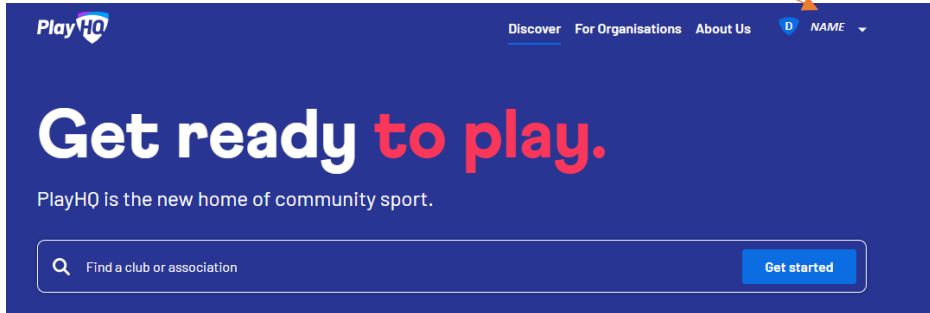 PlayHQ
Discover For Organisations About Us D NAME
Get ready to play.
PlayHQ is the new home of community sport.
Find a club or association Get started